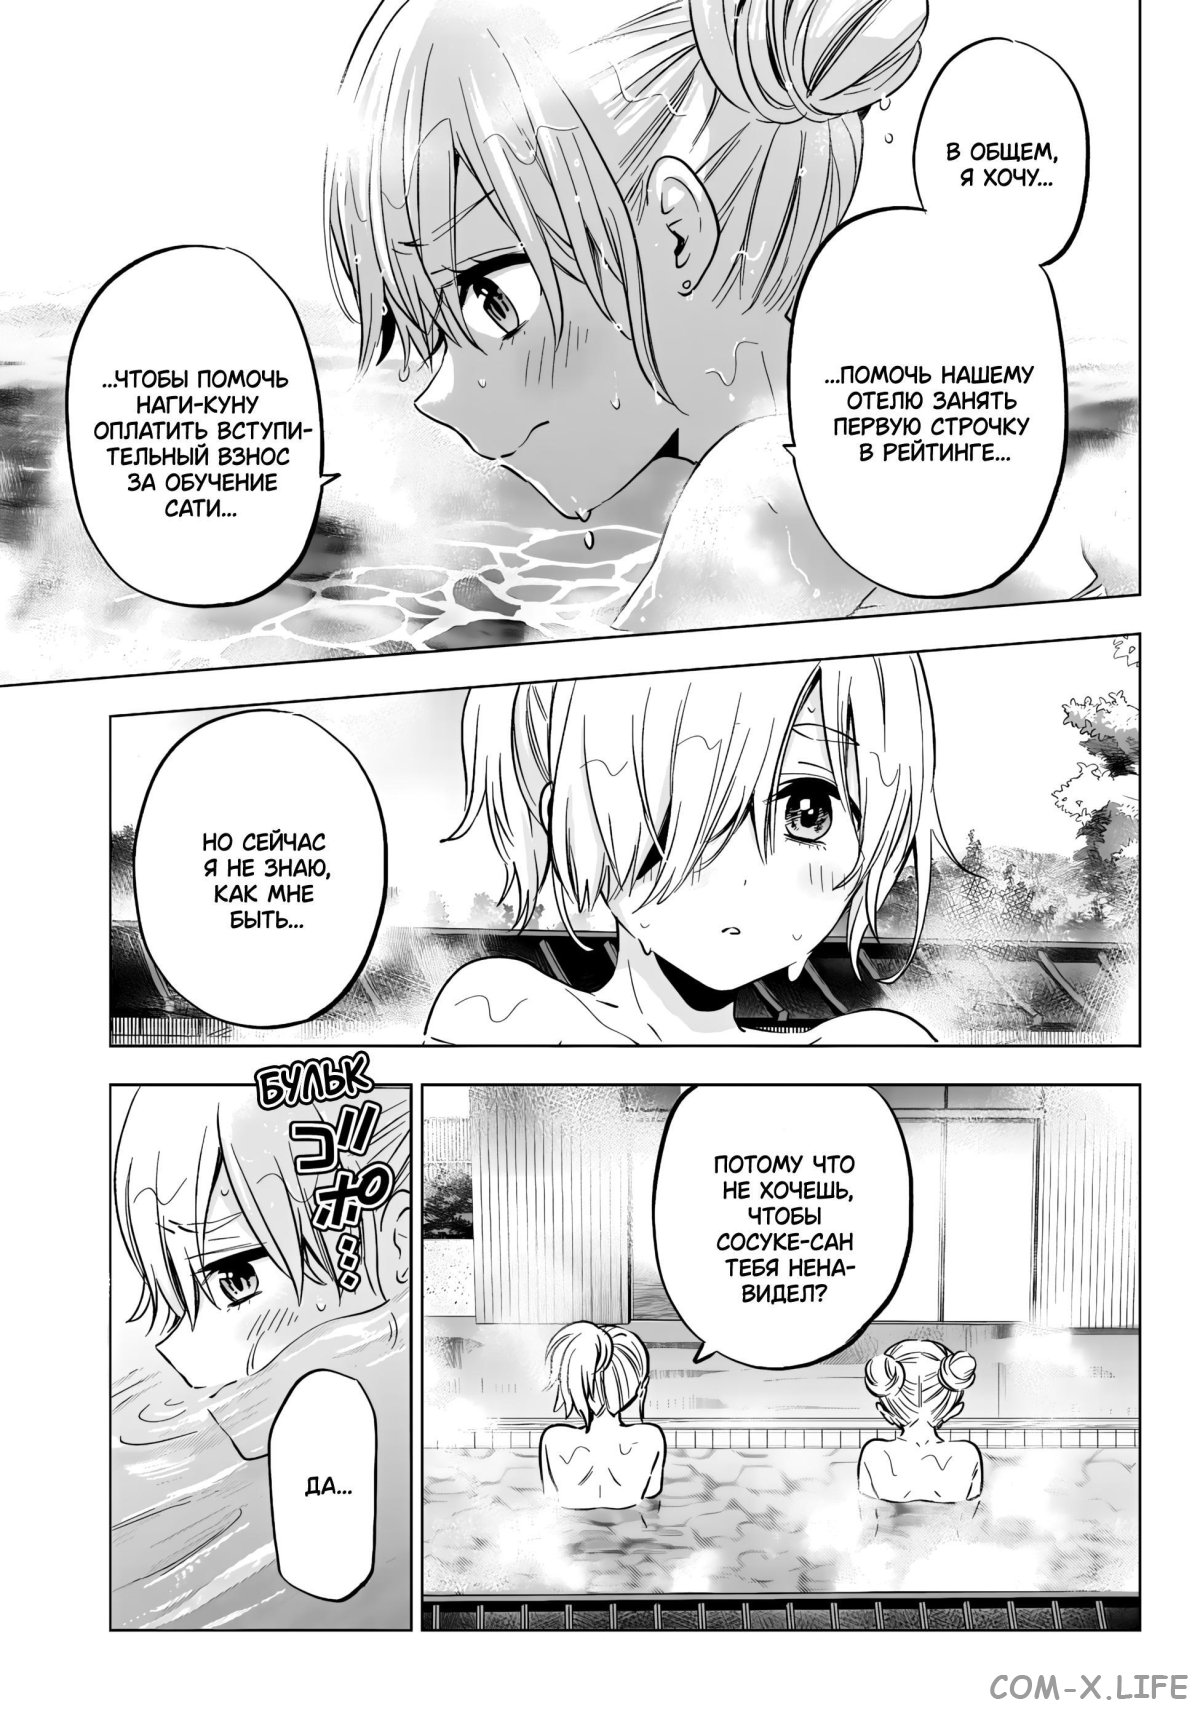 В ОБЩЕМ,
Я ХОЧУ...
...ПОМОЧЬ НАШЕМУ
ОТЕЛЮ ЗАНЯТЬ
ПЕРВУЮ СТРОЧКУ
В РЕЙТИНГЕ...
...ЧТОБЫ ПОМОЧЬ
НАГИ-КУНУ
ОПЛАТИТЬ ВСТУПИ-
ТЕЛЬНЫЙ ВЗНОС
ЗА ОБУЧЕНИЕ
САТИ...
НО СЕЙЧАС
Я НЕ ЗНАЮ,
КАК МНЕ
БЫТЬ...
ПОТОМУ ЧТО
НЕ ХОЧЕШЬ,
ЧТОБЫ
СОСУКЕ-САН
ТЕБЯ НЕНА-
ВИДЕЛ?
БУЛЬК
ゴポ…
ДА...
COM-X.LIFE